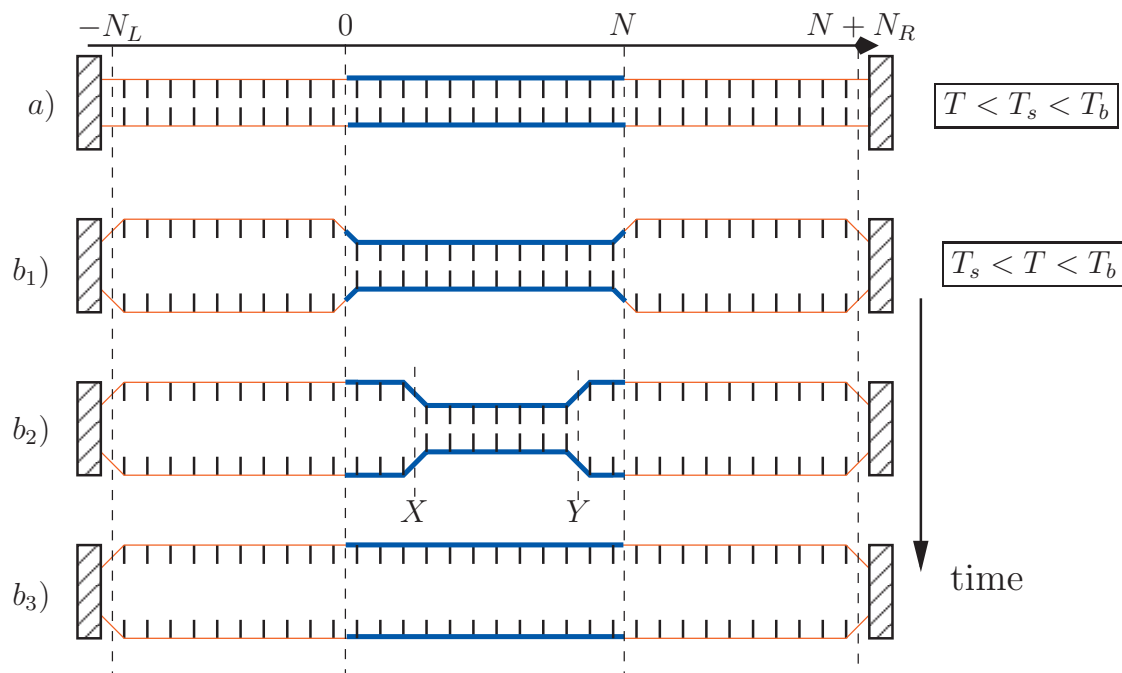 −N_L 0 N N + N_R
a) T < T_s < T_b
b_1) T_s < T < T_b
b_2)
X Y
b_3) time